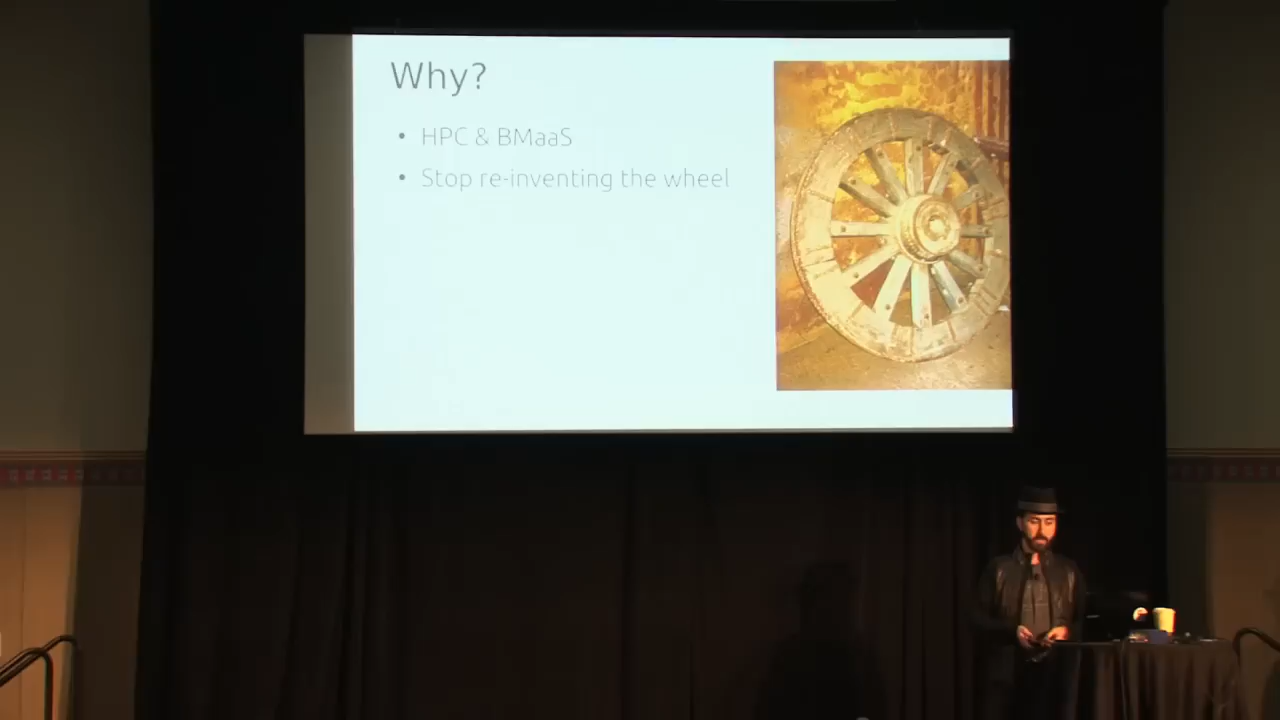 Why?
• HPC & BMaaS
• Stop re-inventing the wheel